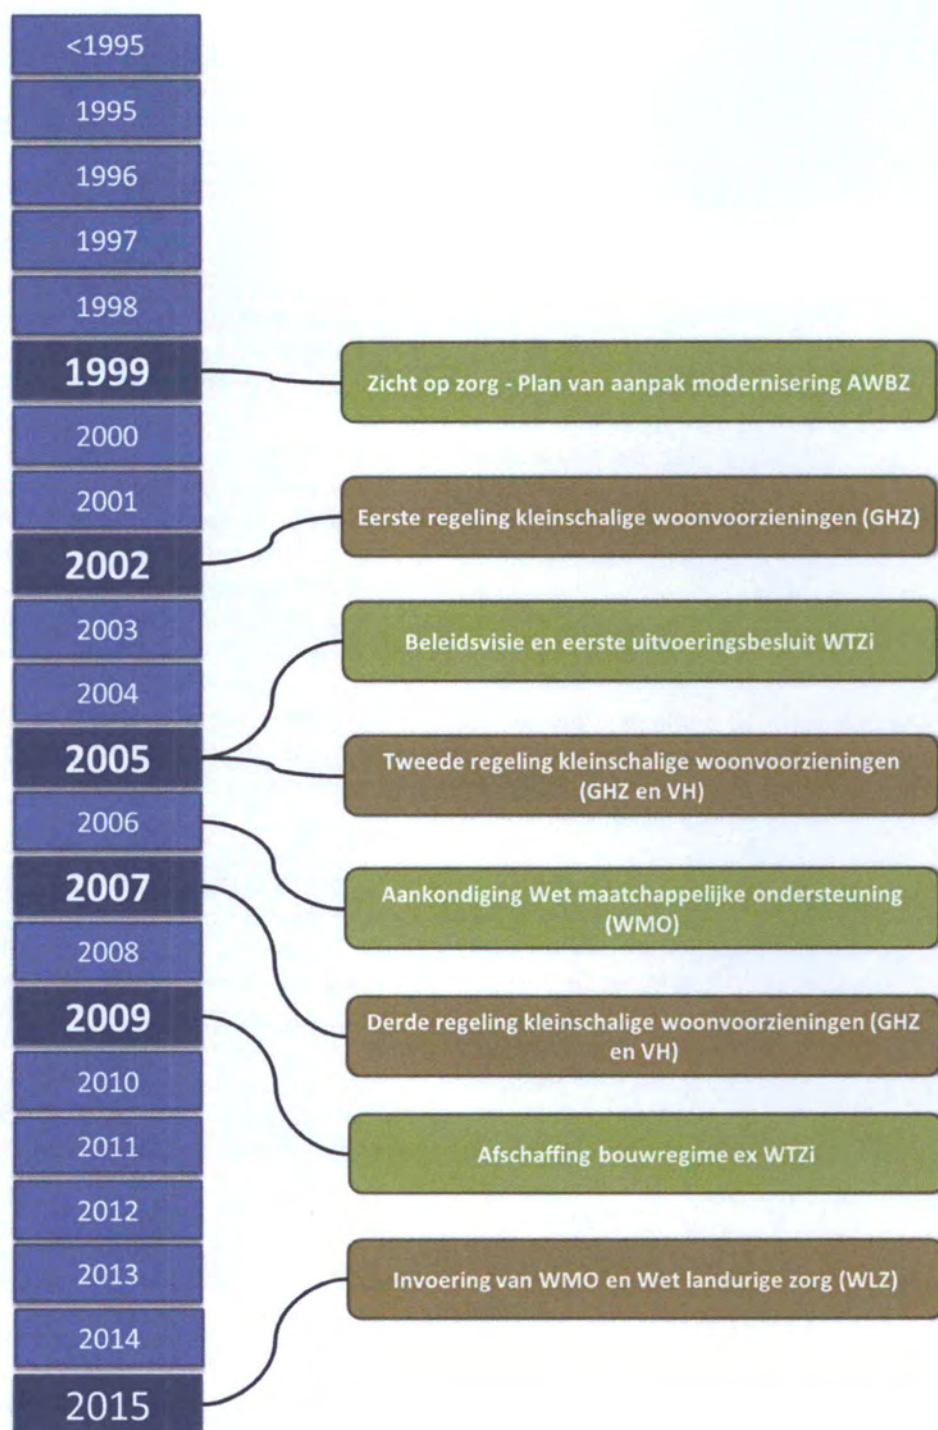 <1995
1995
1996
1997
1998
1999
2000
2001
2002
2003
2004
2005
2006
2007
2008
2009
2010
2011
2012
2013
2014
2015
Zicht op zorg - Plan van aanpak modernisering AWBZ
Eerste regeling kleinschalige woonvoorzieningen (GHZ)
Beleidsvisie en eerste uitvoeringsbesluit WTZi
Tweede regeling kleinschalige woonvoorzieningen
(GHZ en VH)
Aankondiging Wet maatchappelijke ondersteuning
(WMO)
Derde regeling kleinschalige woonvoorzieningen (GHZ
en VH)
Afschaffing bouwregime ex WTZi
Invoering van WMO en Wet landurige zorg (WLZ)